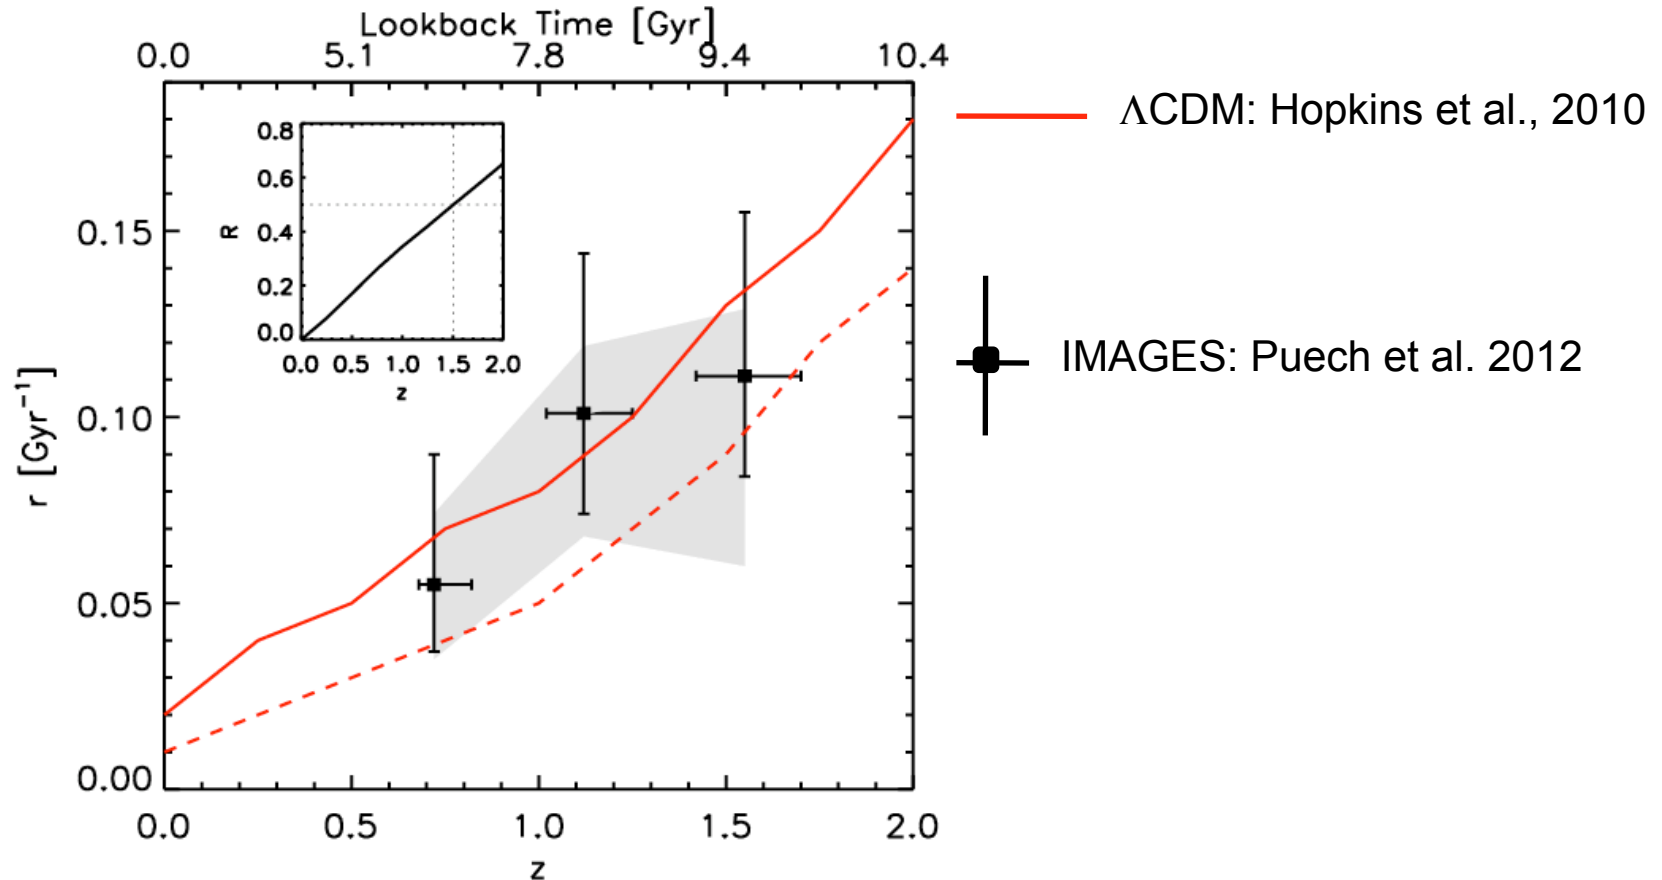 Lookback Time [Gyr]
0.0 5.1 7.8 9.4 10.4
ΛCDM: Hopkins et al., 2010
0.8
0.6
R
0.4
0.2
0.0
0.0 0.5 1.0 1.5 2.0
z
IMAGES: Puech et al. 2012
r [Gyr⁻¹]
0.15
0.10
0.05
0.00
0.0 0.5 1.0 1.5 2.0
z